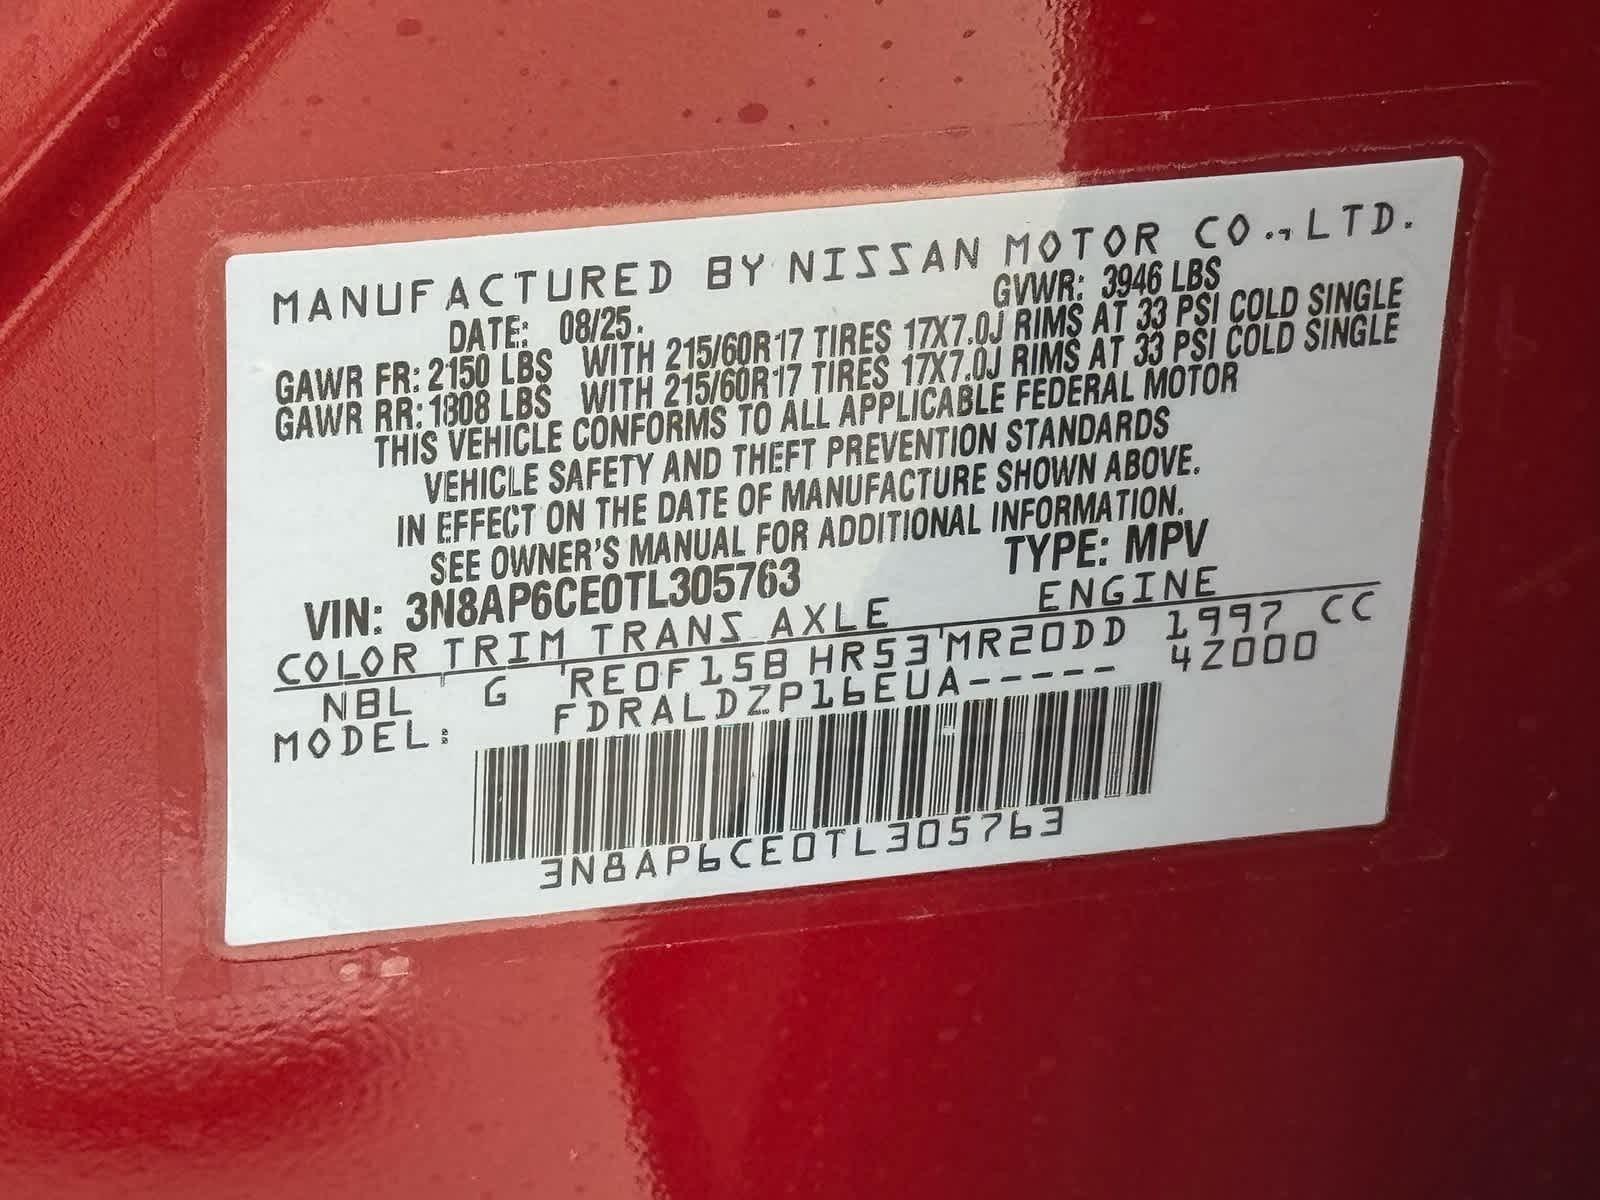 MANUFACTURED BY NISSAN MOTOR CO.,LTD.
DATE: 08/25. GVWR: 3946 LBS
GAWR FR: 2150 LBS WITH 215/60R17 TIRES 17X7.0J RIMS AT 33 PSI COLD SINGLE
GAWR RR: 1808 LBS WITH 215/60R17 TIRES 17X7.0J RIMS AT 33 PSI COLD SINGLE
THIS VEHICLE CONFORMS TO ALL APPLICABLE FEDERAL MOTOR
VEHICLE SAFETY AND THEFT PREVENTION STANDARDS
IN EFFECT ON THE DATE OF MANUFACTURE SHOWN ABOVE.
SEE OWNER'S MANUAL FOR ADDITIONAL INFORMATION.
VIN: 3N8AP6CE0TL305763 TYPE: MPV
COLOR TRIM TRANS AXLE ENGINE
NBL G RE0F15B HR53 MR20DD 1997 CC
MODEL: FDRALDZP16EUA----- 4Z000
3N8AP6CE0TL305763